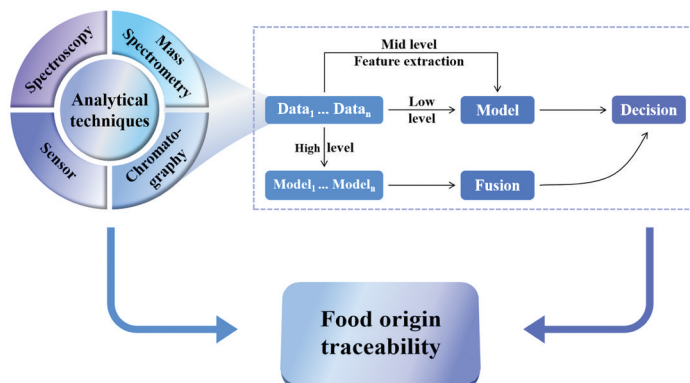 Spectroscopy
Mass
Spectrometry
Analytical
techniques
Sensor
Chromato-
graphy
Mid level
Feature extraction
Data₁ ... Dataₙ
Low
level
Model
Decision
High level
Model₁ ... Modelₙ
Fusion
Food origin
traceability